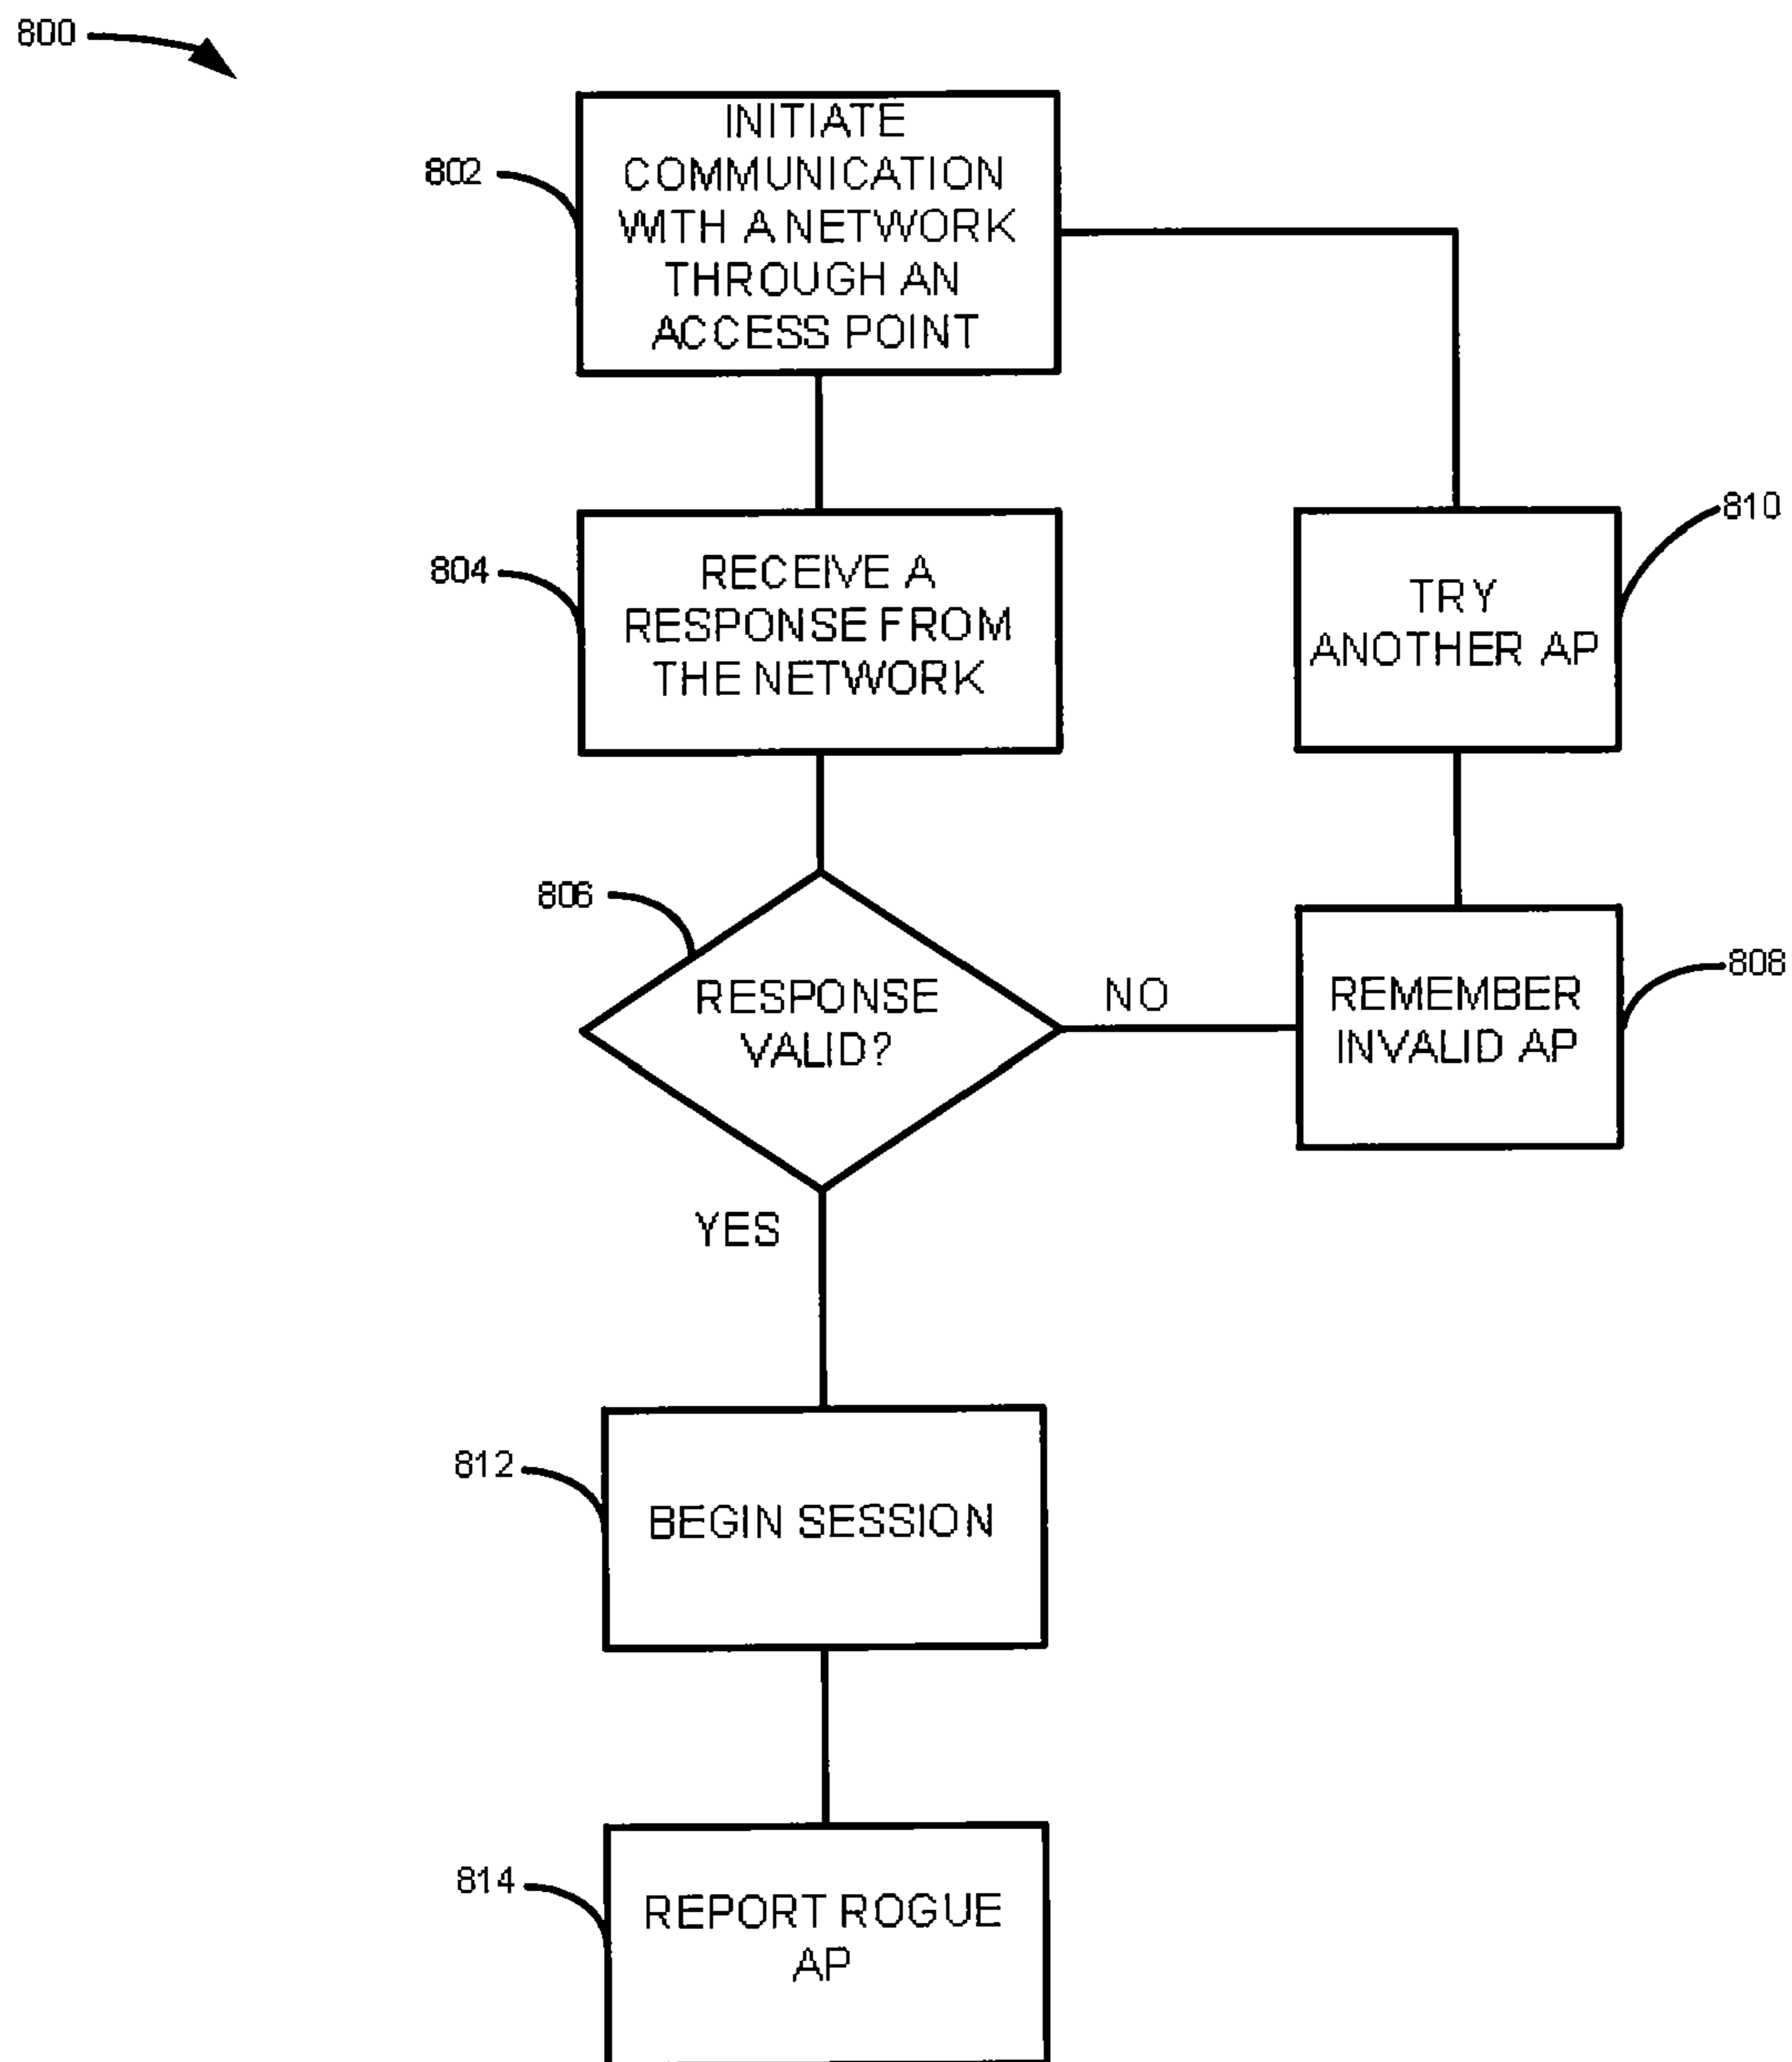 800
802
INITIATE
COMMUNICATION
WITH A NETWORK
THROUGH AN
ACCESS POINT
804
RECEIVE A
RESPONSE FROM
THE NETWORK
810
TRY
ANOTHER AP
806
RESPONSE
VALID?
NO
808
REMEMBER
INVALID AP
YES
812
BEGIN SESSION
814
REPORT ROGUE
AP